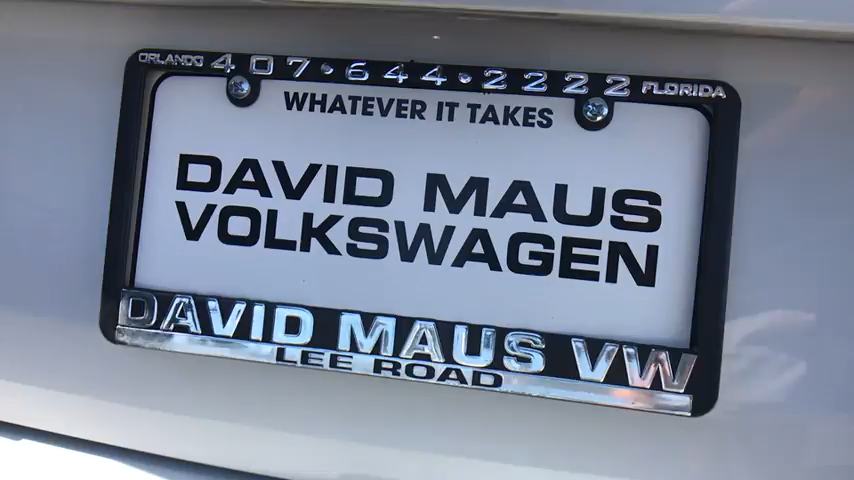 ORLANDO 407·644·2222 FLORIDA
WHATEVER IT TAKES
DAVID MAUS
VOLKSWAGEN
DAVID MAUS VW
LEE ROAD